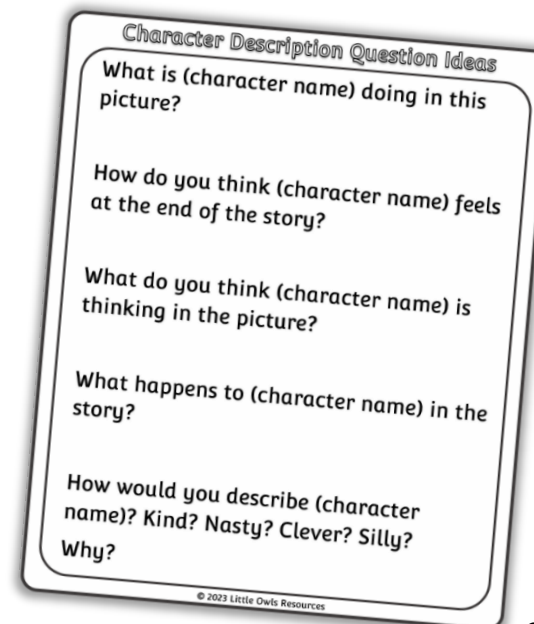 Character Description Question Ideas
What is (character name) doing in this
picture?
How do you think (character name) feels
at the end of the story?
What do you think (character name) is
thinking in the picture?
What happens to (character name) in the
story?
How would you describe (character
name)? Kind? Nasty? Clever? Silly?
Why?
© 2023 Little Owls Resources